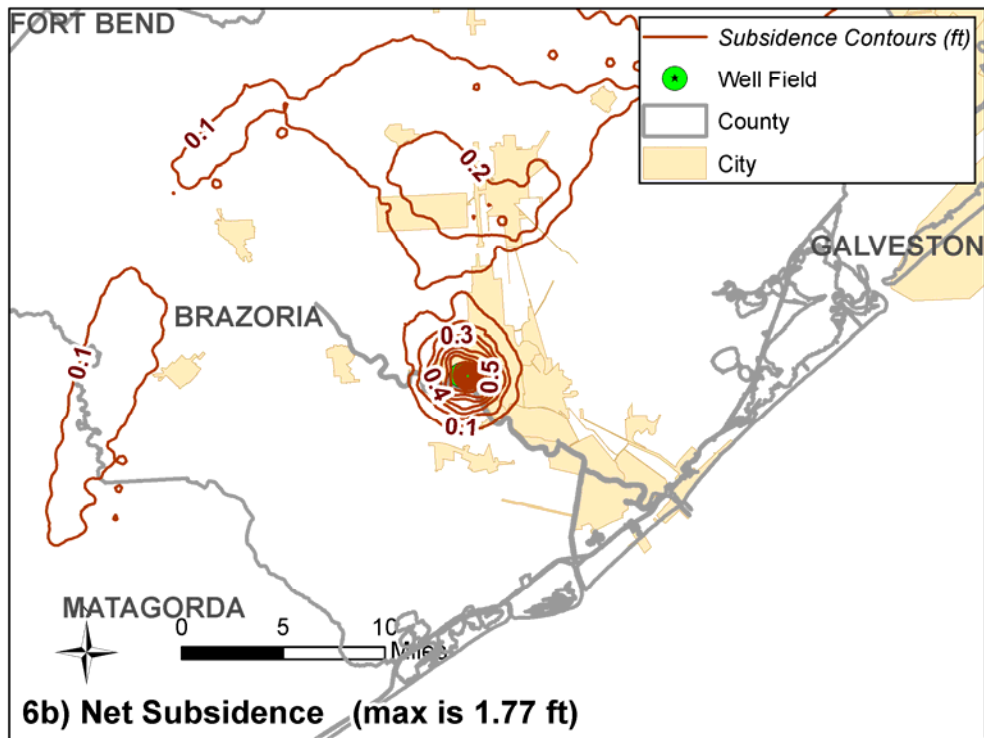 FORT BEND
Subsidence Contours (ft)
Well Field
County
City
0.1
0.2
GALVESTON
BRAZORIA
0.3
0.1
0.4
0.5
0.1
MATAGORDA
0 5 10
Miles
6b) Net Subsidence (max is 1.77 ft)